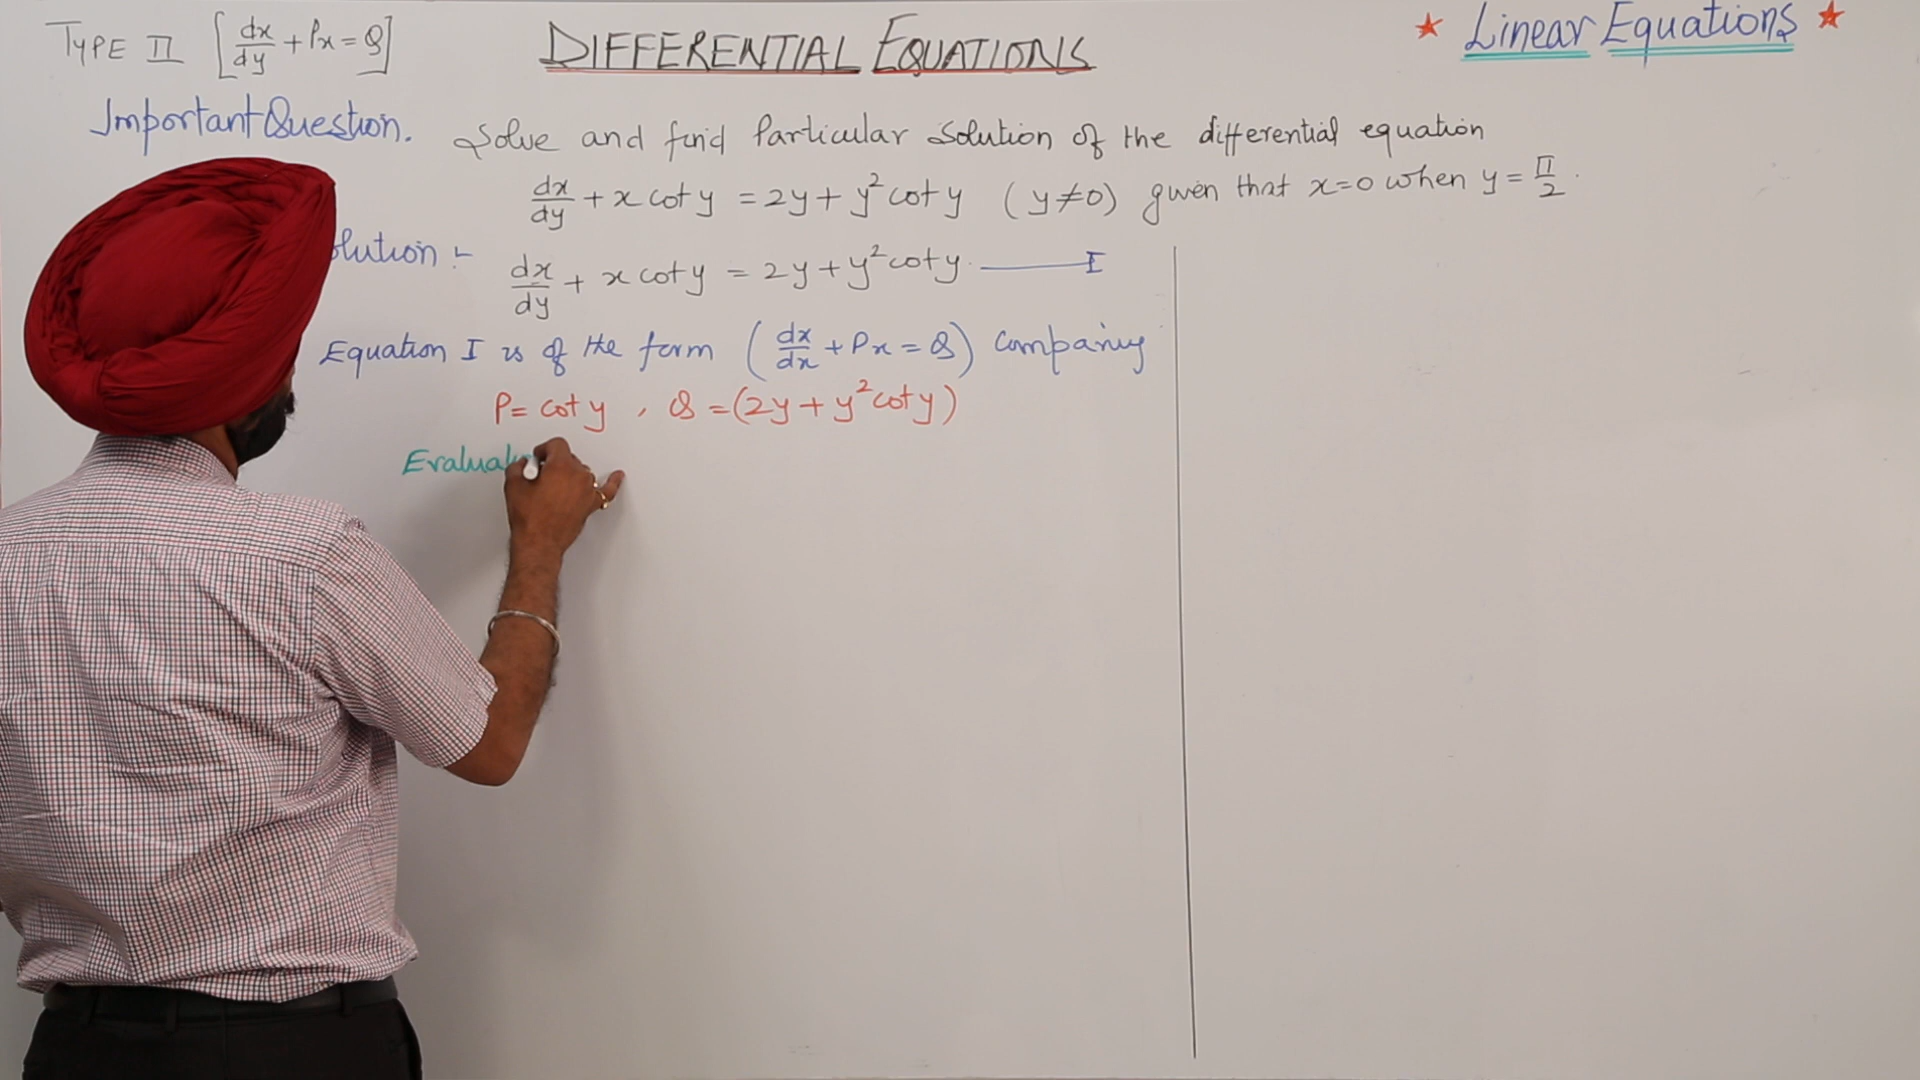 TYPE II [dx/dy + Px = Q]
DIFFERENTIAL EQUATIONS
★ Linear Equations ★
Important Question. Solve and find Particular Solution of the differential equation
dx/dy + x cot y = 2y + y² cot y (y ≠ 0) given that x=0 when y = π/2.
lution :-
dx/dy + x cot y = 2y + y² cot y. —— I
Equation I is of the form (dx/dx + Px = Q) Comparing
P = cot y , Q = (2y + y² cot y)
Evaluat